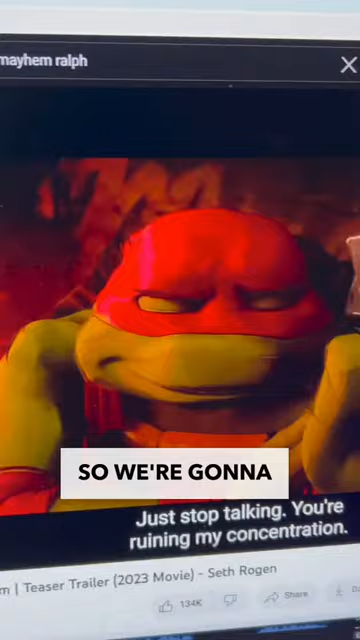 mayhem ralph
SO WE'RE GONNA
Just stop talking. You're
ruining my concentration.
| Teaser Trailer (2023 Movie) - Seth Rogen
134K
Share